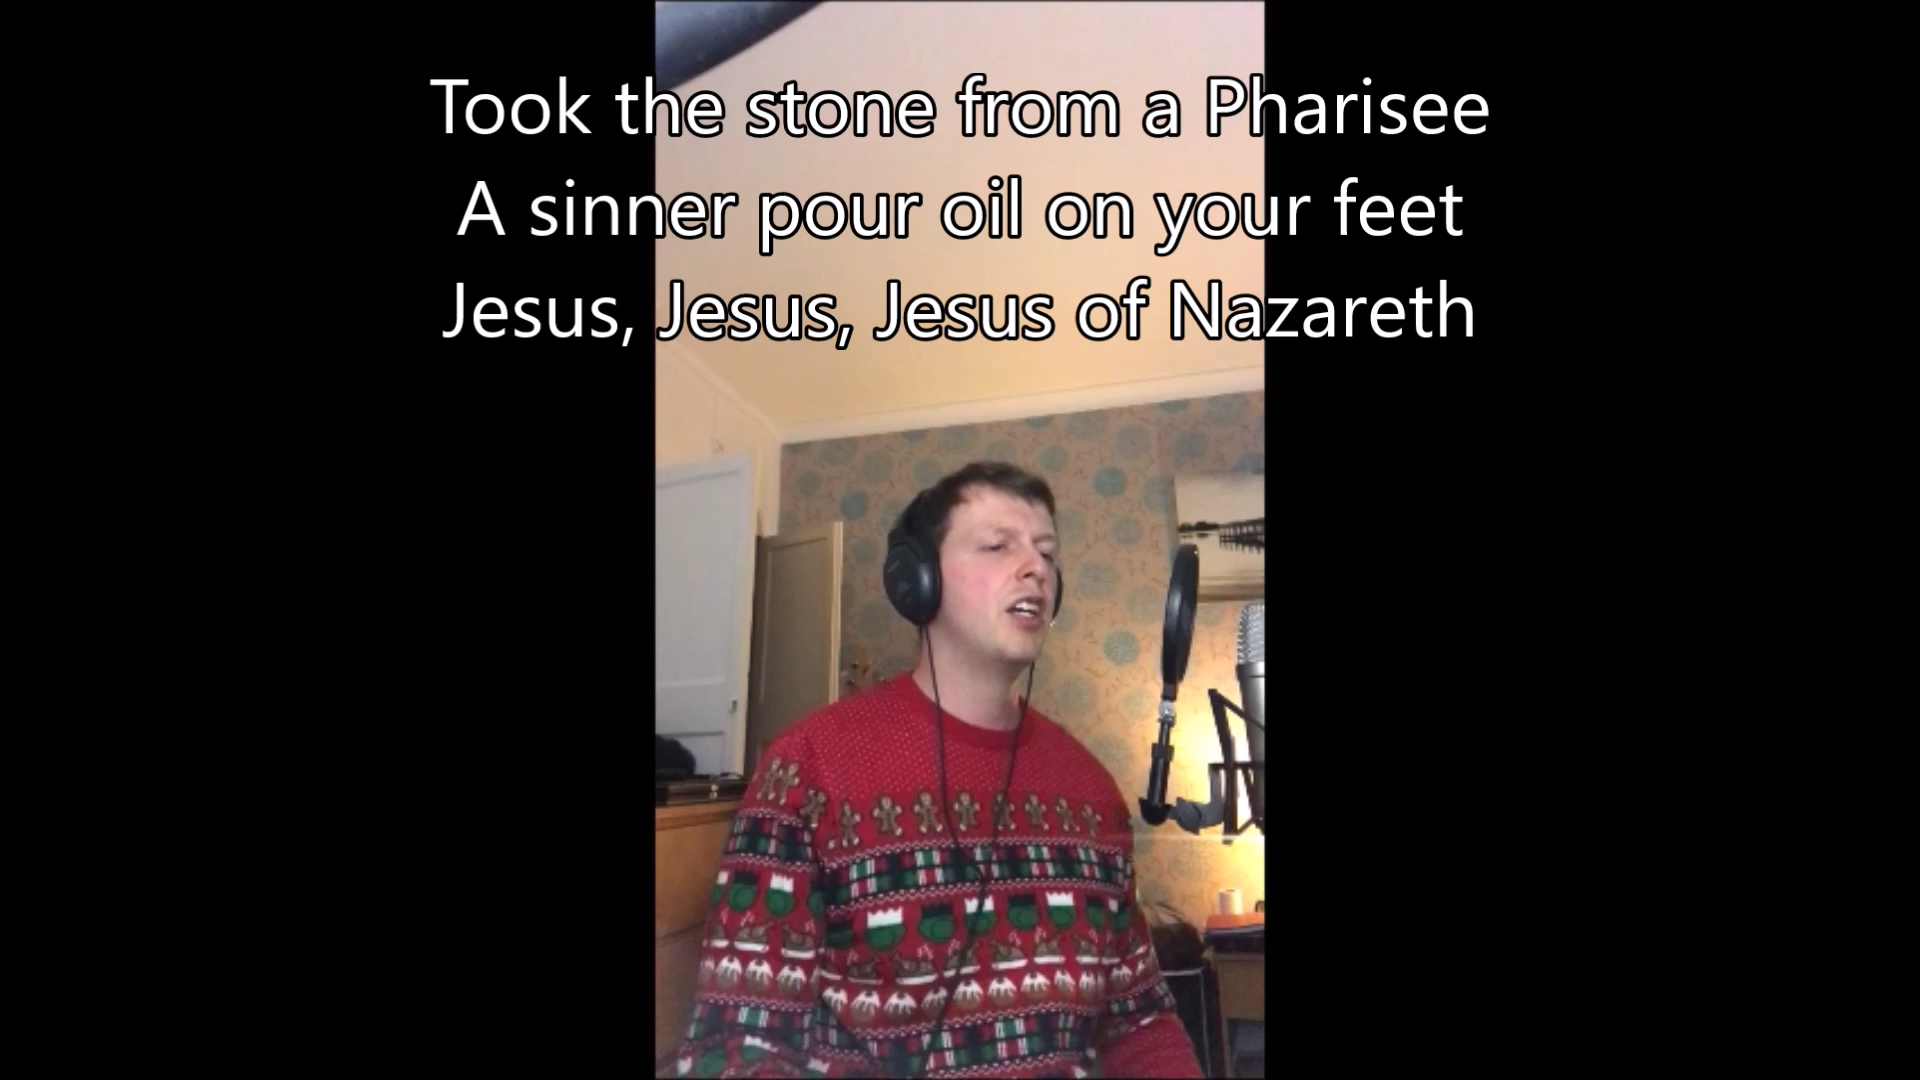 Took the stone from a Pharisee
A sinner pour oil on your feet
Jesus, Jesus, Jesus of Nazareth